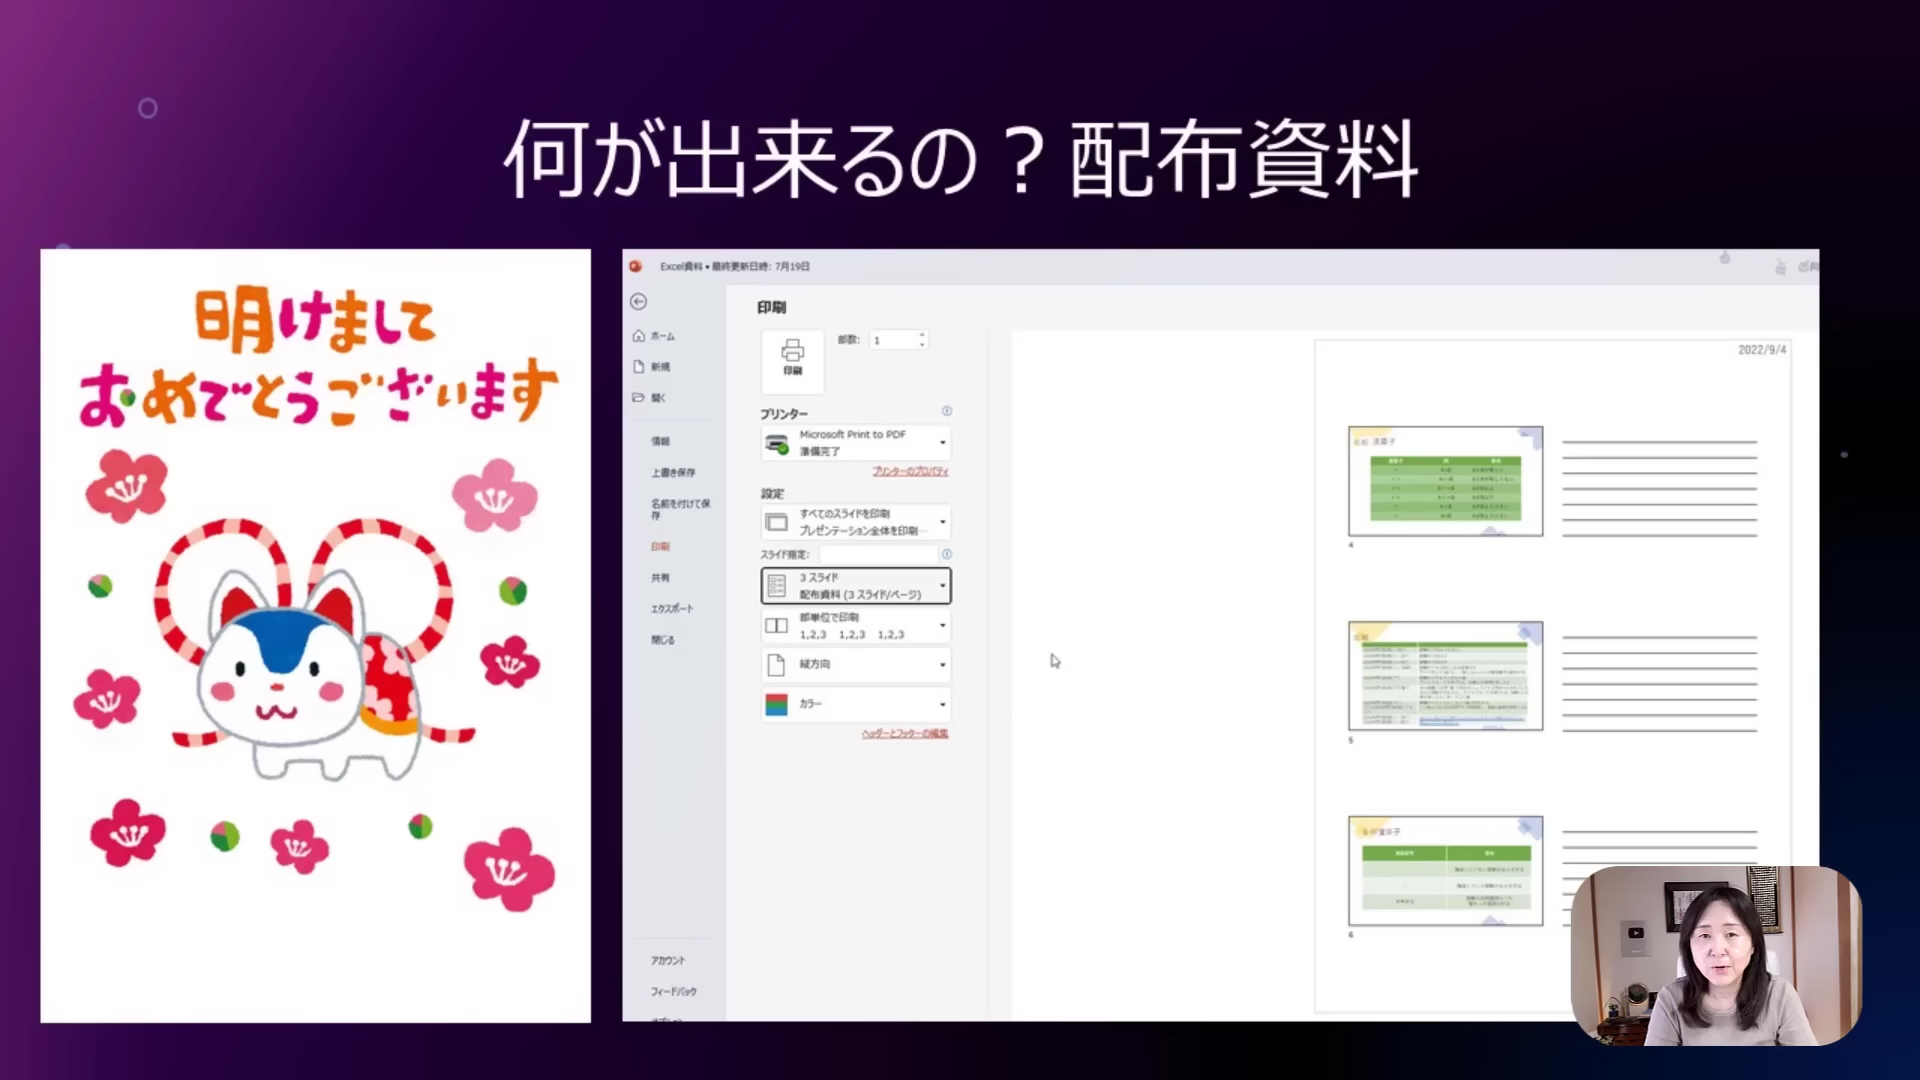 何が出来るの？配布資料
明けまして
おめでとうございます
Excel資料 • 最終更新日時: 7月19日
ホーム
新規
開く
情報
上書き保存
名前を付けて保
存
印刷
共有
エクスポート
閉じる
アカウント
フィードバック
印刷
印刷
部数: 1
プリンター
Microsoft Print to PDF
準備完了
プリンターのプロパティ
設定
すべてのスライドを印刷
プレゼンテーション全体を印刷…
スライド指定:
3 スライド
配布資料 (3 スライド/ページ)
部単位で印刷
1,2,3 1,2,3 1,2,3
縦方向
カラー
ヘッダーとフッターの編集
2022/9/4
4
5
6